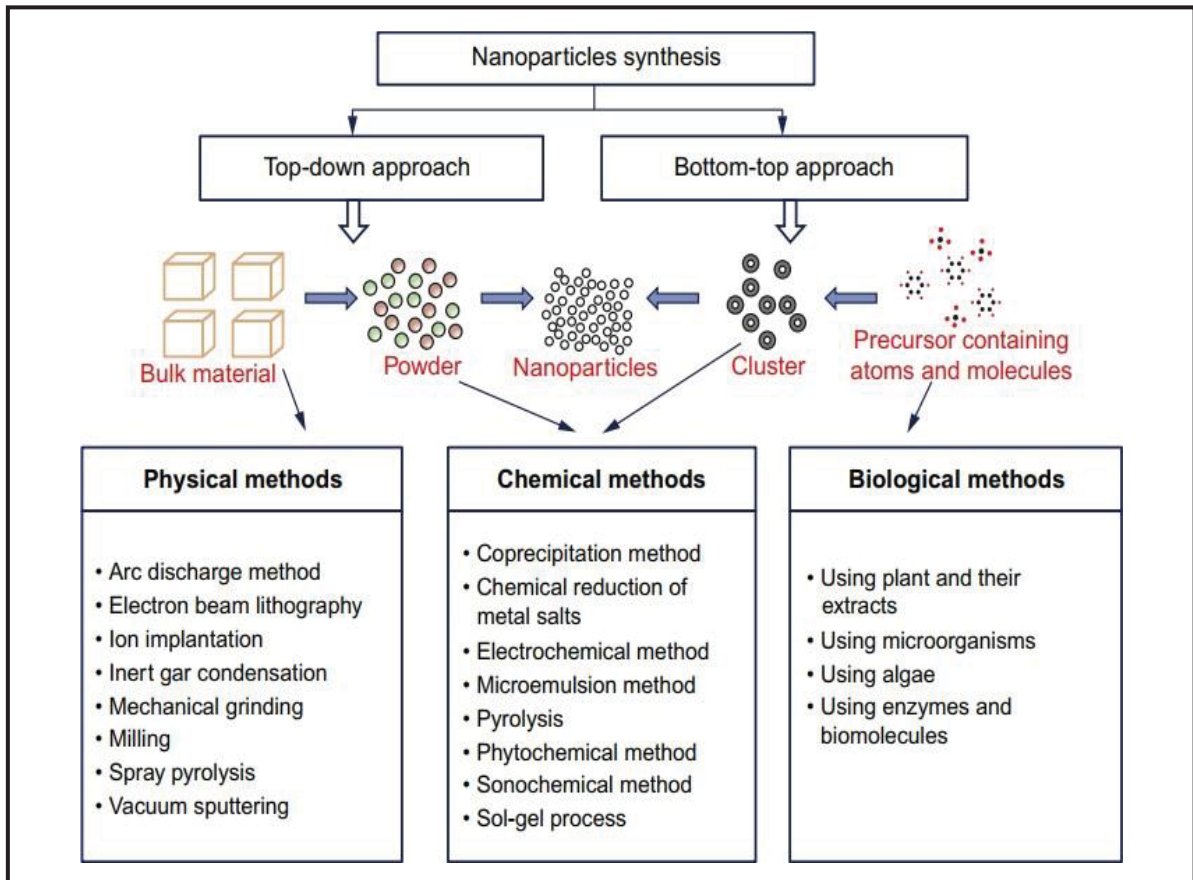 Nanoparticles synthesis
Top-down approach
Bottom-top approach
Bulk material
Powder
Nanoparticles
Cluster
Precursor containing
atoms and molecules
Physical methods
• Arc discharge method
• Electron beam lithography
• Ion implantation
• Inert gar condensation
• Mechanical grinding
• Milling
• Spray pyrolysis
• Vacuum sputtering
Chemical methods
• Coprecipitation method
• Chemical reduction of
metal salts
• Electrochemical method
• Microemulsion method
• Pyrolysis
• Phytochemical method
• Sonochemical method
• Sol-gel process
Biological methods
• Using plant and their
extracts
• Using microorganisms
• Using algae
• Using enzymes and
biomolecules